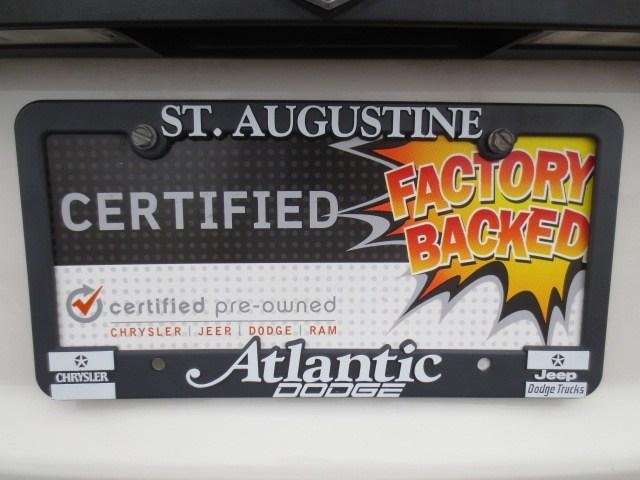 ST. AUGUSTINE
CERTIFIED
FACTORY
BACKED
certified pre-owned
CHRYSLER | JEEP | DODGE | RAM
CHRYSLER
Atlantic
DODGE
Jeep
Dodge Trucks